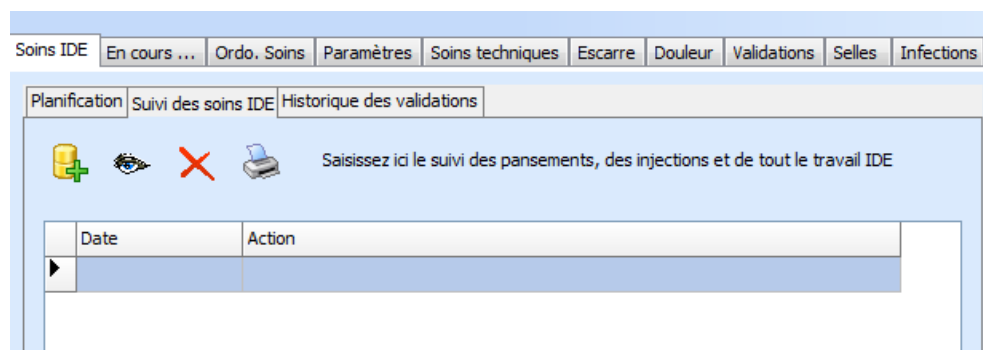 Soins IDE En cours ... Ordo. Soins Paramètres Soins techniques Escarre Douleur Validations Selles Infections
Planification Suivi des soins IDE Historique des validations
Saisissez ici le suivi des pansements, des injections et de tout le travail IDE
Date Action